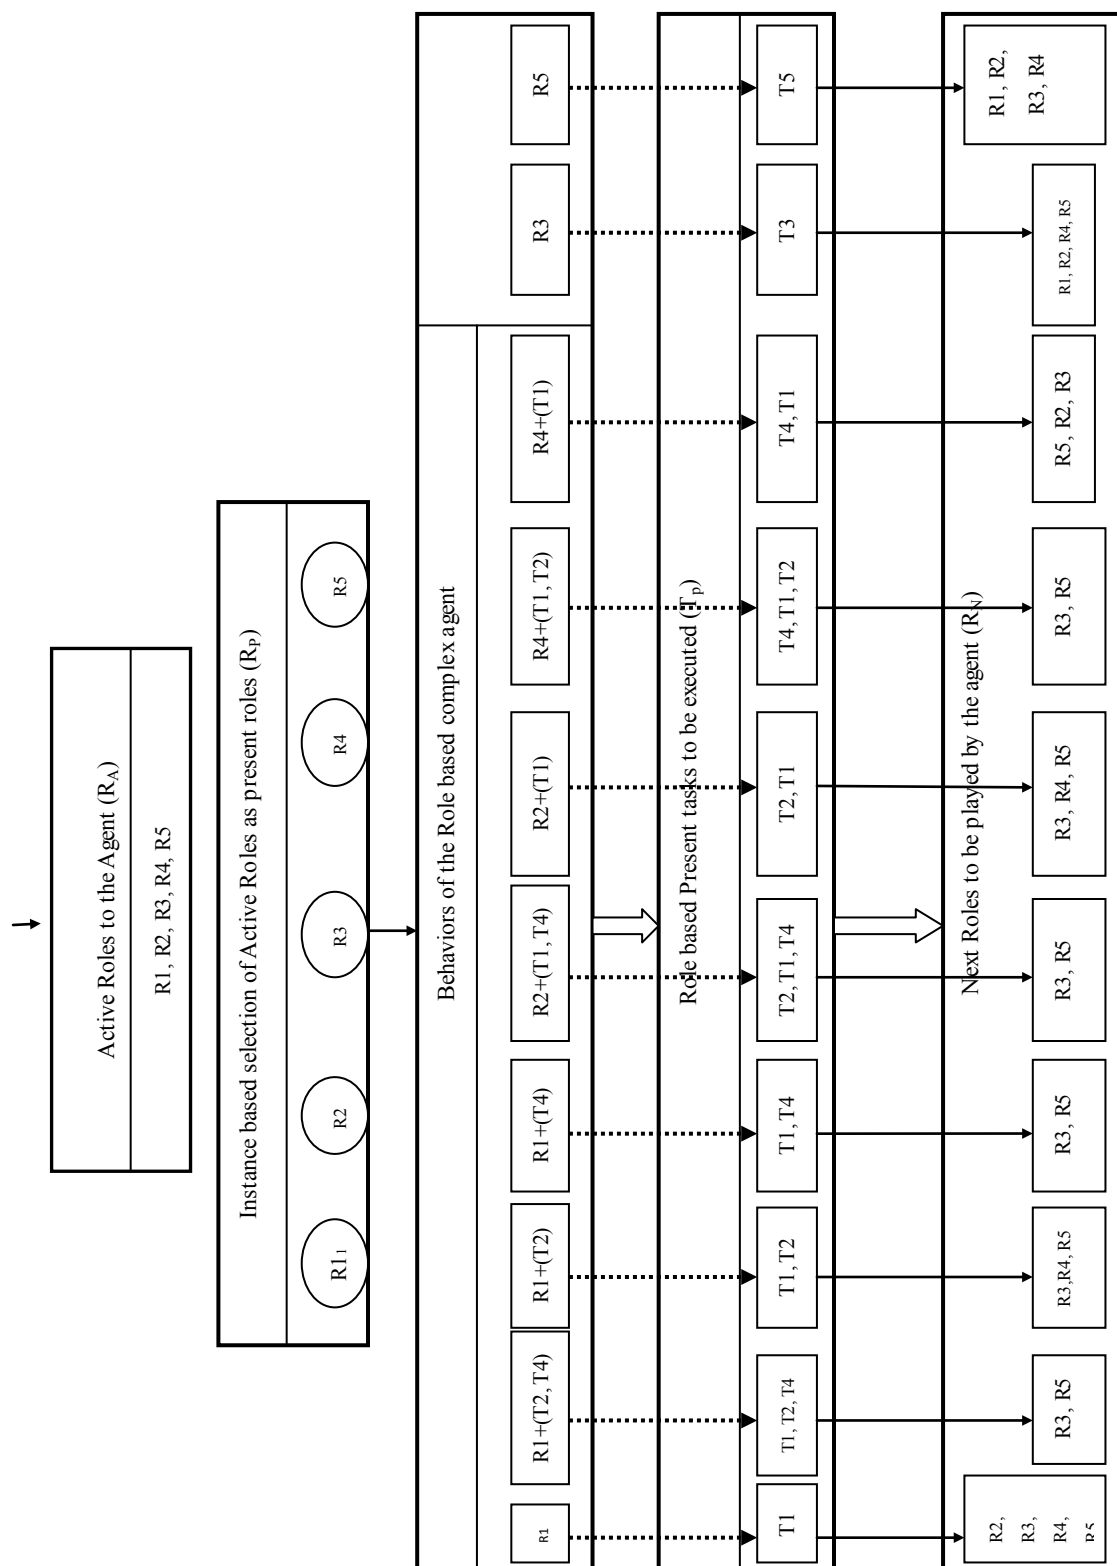 Active Roles to the Agent (RA)
R1, R2, R3, R4, R5
Instance based selection of Active Roles as present roles (RP)
R11
R2
R3
R4
R5
Behaviors of the Role based complex agent
R1
R1+(T2, T4)
R1+(T2)
R1+(T4)
R2+(T1, T4)
R2+(T1)
R4+(T1, T2)
R4+(T1)
R3
R5
Role based Present tasks to be executed (Tp)
T1
T1, T2, T4
T1, T2
T1, T4
T2, T1, T4
T2, T1
T4, T1, T2
T4, T1
T3
T5
Next Roles to be played by the agent (RN)
R2,
R3,
R4,
R5
R3, R5
R3,R4, R5
R3, R5
R3, R5
R3, R4, R5
R3, R5
R5, R2, R3
R1, R2, R4, R5
R1, R2,
R3, R4